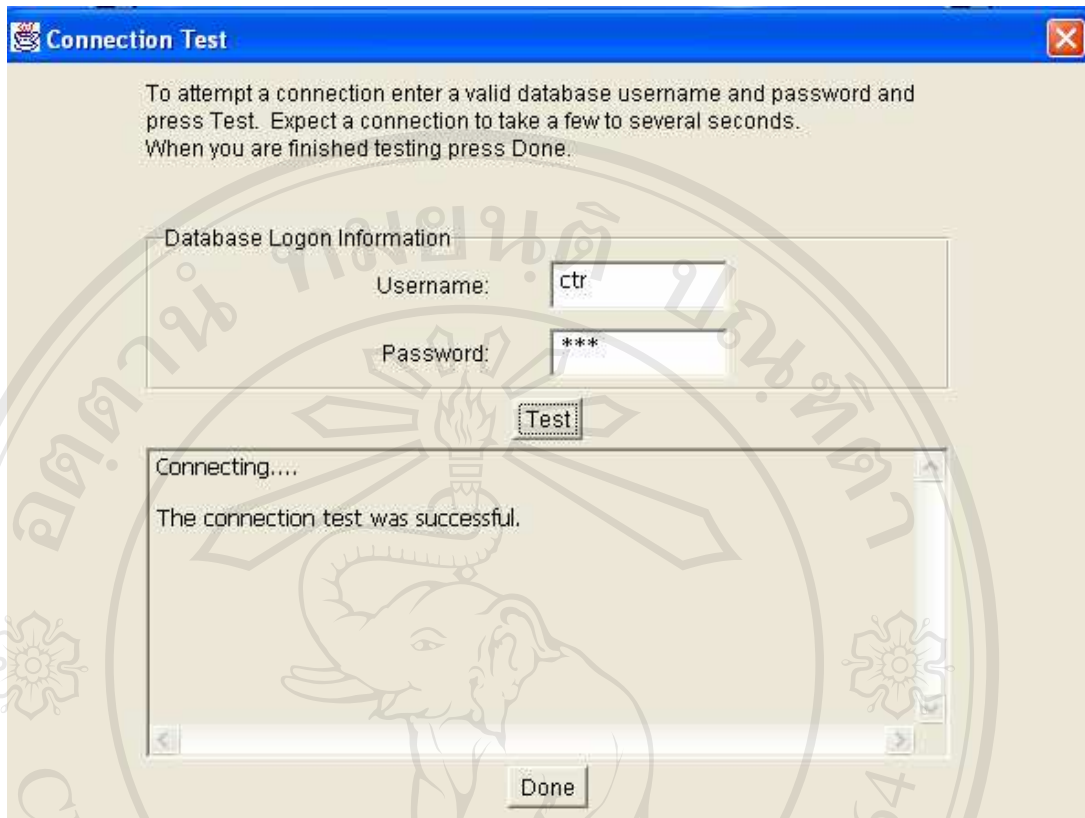 Connection Test
To attempt a connection enter a valid database username and password and
press Test. Expect a connection to take a few to several seconds.
When you are finished testing press Done.
Database Logon Information
Username:
ctr
Password:
***
Test
Connecting....
The connection test was successful.
Done